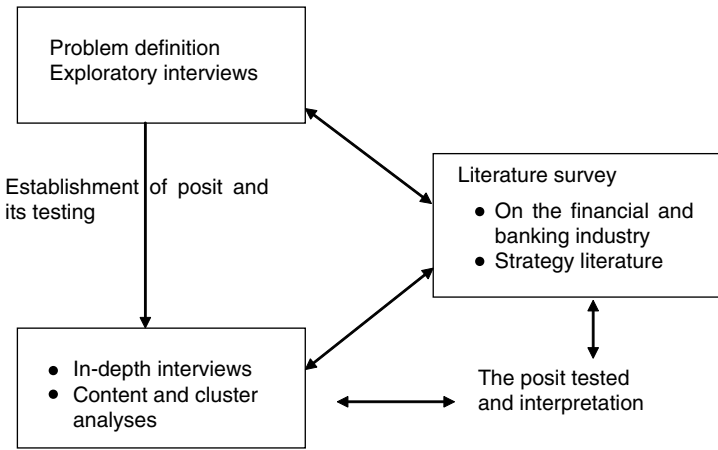 Problem definition
Exploratory interviews
Establishment of posit and
its testing
Literature survey
● On the financial and
banking industry
● Strategy literature
● In-depth interviews
● Content and cluster
analyses
The posit tested
and interpretation